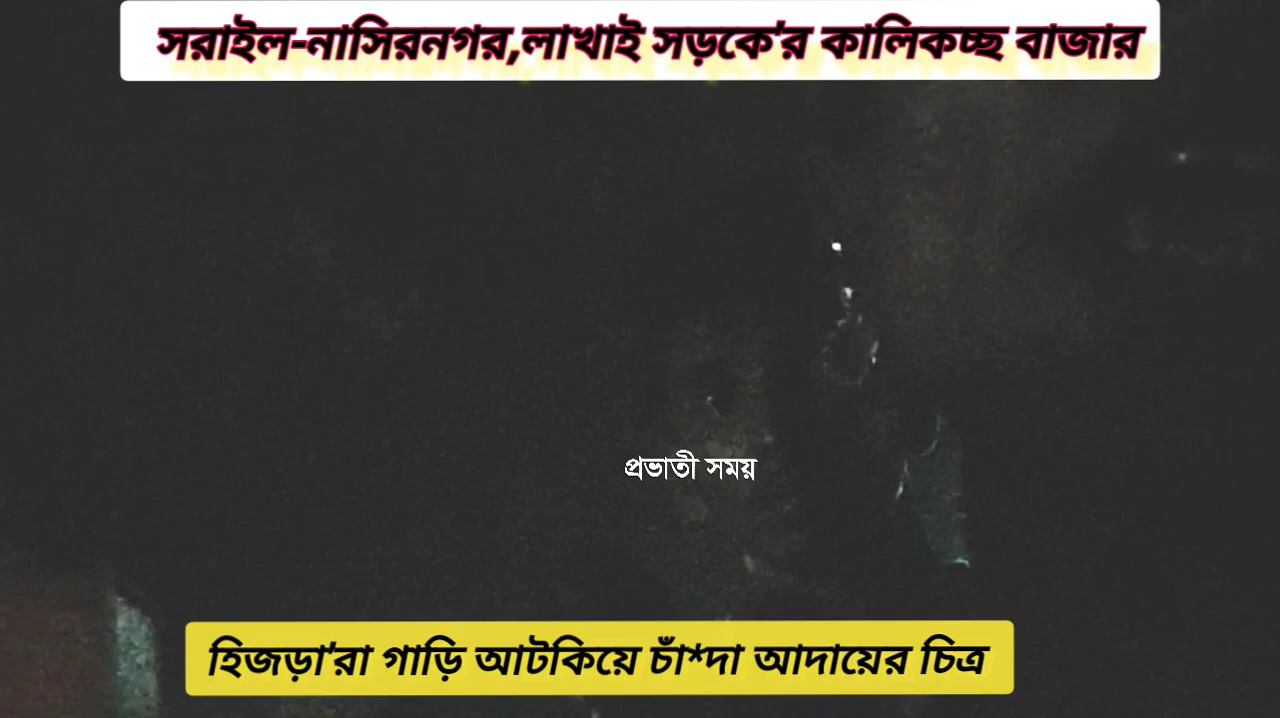 সরাইল-নাসিরনগর,লাখাই সড়কে'র কালিকচ্ছ বাজার
প্রভাতী সময়
হিজড়া'রা গাড়ি আটকিয়ে চাঁ*দা আদায়ের চিত্র